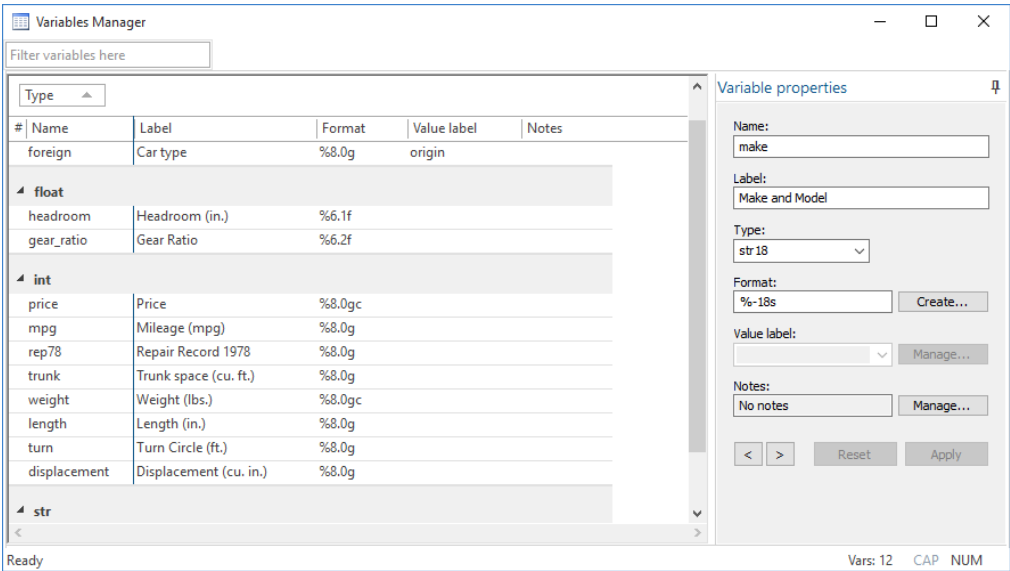 Variables Manager
Filter variables here
Type
# Name Label Format Value label Notes
foreign Car type %8.0g origin
float
headroom Headroom (in.) %6.1f
gear_ratio Gear Ratio %6.2f
int
price Price %8.0gc
mpg Mileage (mpg) %8.0g
rep78 Repair Record 1978 %8.0g
trunk Trunk space (cu. ft.) %8.0g
weight Weight (lbs.) %8.0gc
length Length (in.) %8.0g
turn Turn Circle (ft.) %8.0g
displacement Displacement (cu. in.) %8.0g
str
Variable properties
Name:
make
Label:
Make and Model
Type:
str18
Format:
%-18s Create...
Value label:
Manage...
Notes:
No notes Manage...
< > Reset Apply
Ready Vars: 12 CAP NUM